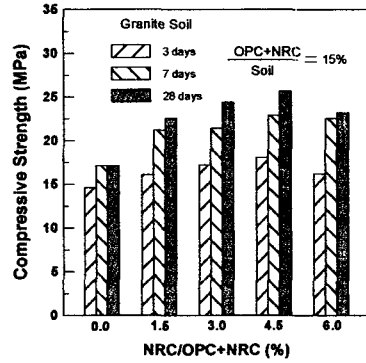 Granite Soil
3 days
7 days
28 days
OPC+NRC
Soil
= 15%
Compressive Strength (MPa)
35
30
25
20
15
10
5
0
0.0 1.5 3.0 4.5 6.0
NRC/OPC+NRC (%)